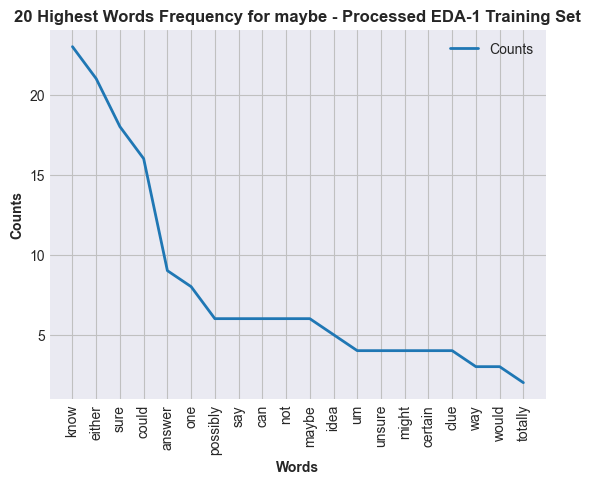 20 Highest Words Frequency for maybe - Processed EDA-1 Training Set
Counts
20
15
10
5
Counts
know
either
sure
could
answer
one
possibly
say
can
not
maybe
idea
um
unsure
might
certain
clue
way
would
totally
Words